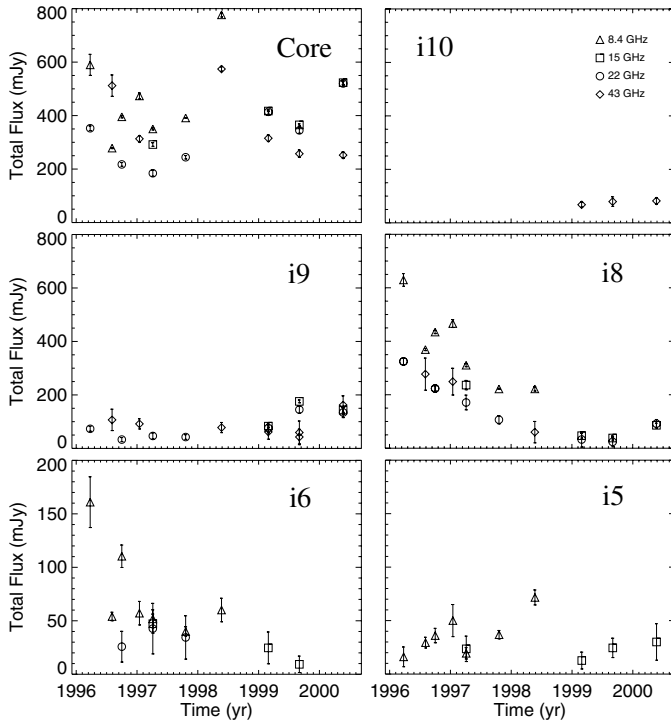 800
600
400
200
0
Total Flux (mJy)
Core
i10
8.4 GHz
15 GHz
22 GHz
43 GHz
800
600
400
200
0
Total Flux (mJy)
i9
i8
200
150
100
50
0
Total Flux (mJy)
i6
i5
1996 1997 1998 1999 2000
1996 1997 1998 1999 2000
Time (yr)
Time (yr)